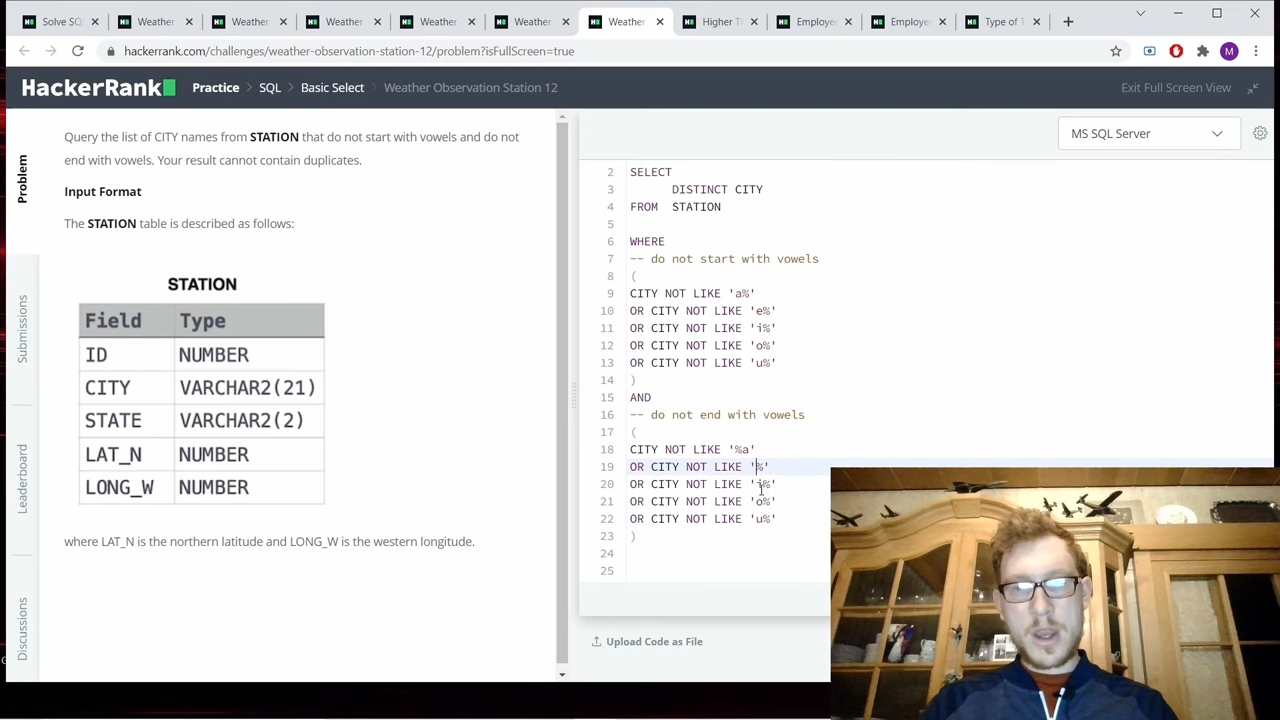 Solve SQ
Weather
Weather
Weather
Weather
Weather
Weather
Higher T
Employe
Employe
Type of T
hackerrank.com/challenges/weather-observation-station-12/problem?isFullScreen=true
M
HackerRank
Practice > SQL > Basic Select > Weather Observation Station 12
Exit Full Screen View
Problem
Submissions
Leaderboard
Discussions
Query the list of CITY names from STATION that do not start with vowels and do not
end with vowels. Your result cannot contain duplicates.
Input Format
The STATION table is described as follows:
STATION
Field Type
ID NUMBER
CITY VARCHAR2(21)
STATE VARCHAR2(2)
LAT_N NUMBER
LONG_W NUMBER
where LAT_N is the northern latitude and LONG_W is the western longitude.
MS SQL Server
2 SELECT
3 DISTINCT CITY
4 FROM STATION
5
6 WHERE
7 -- do not start with vowels
8 (
9 CITY NOT LIKE 'a%'
10 OR CITY NOT LIKE 'e%'
11 OR CITY NOT LIKE 'i%'
12 OR CITY NOT LIKE 'o%'
13 OR CITY NOT LIKE 'u%'
14 )
15 AND
16 -- do not end with vowels
17 (
18 CITY NOT LIKE '%a'
19 OR CITY NOT LIKE '%'
20 OR CITY NOT LIKE 'i%'
21 OR CITY NOT LIKE 'o%'
22 OR CITY NOT LIKE 'u%'
23 )
24
25
Upload Code as File